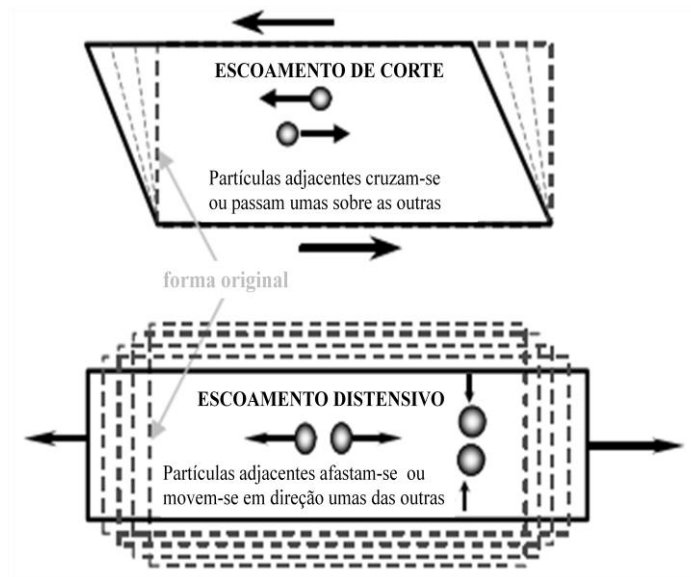 ESCOAMENTO DE CORTE
Partículas adjacentes cruzam-se
ou passam umas sobre as outras
forma original
ESCOAMENTO DISTENSIVO
Partículas adjacentes afastam-se ou
movem-se em direção umas das outras